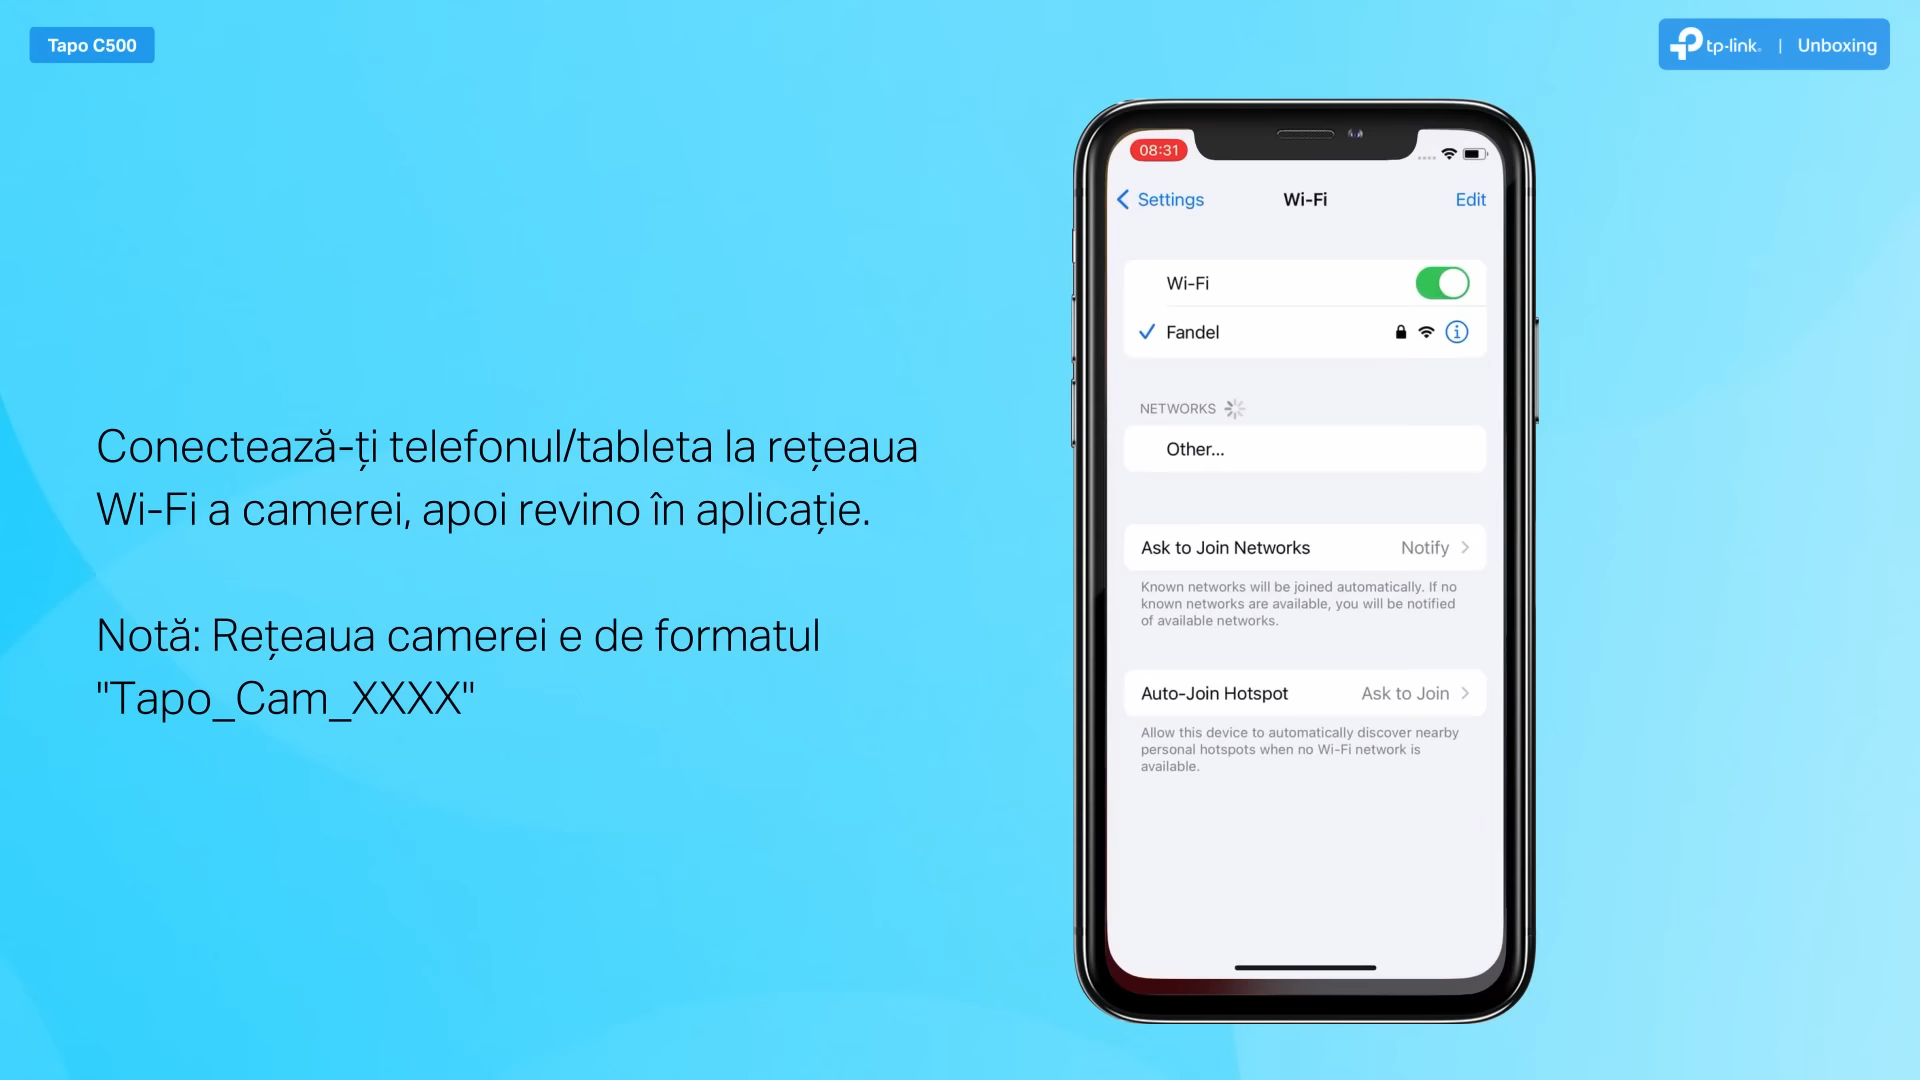 Tapo C500
tp-link | Unboxing
Conectează-ți telefonul/tableta la rețeaua
Wi-Fi a camerei, apoi revino în aplicație.
Notă: Rețeaua camerei e de formatul
"Tapo_Cam_XXXX"
08:31
Settings
Wi-Fi
Edit
Wi-Fi
Fandel
NETWORKS
Other...
Ask to Join Networks
Notify
Known networks will be joined automatically. If no
known networks are available, you will be notified
of available networks.
Auto-Join Hotspot
Ask to Join
Allow this device to automatically discover nearby
personal hotspots when no Wi-Fi network is
available.